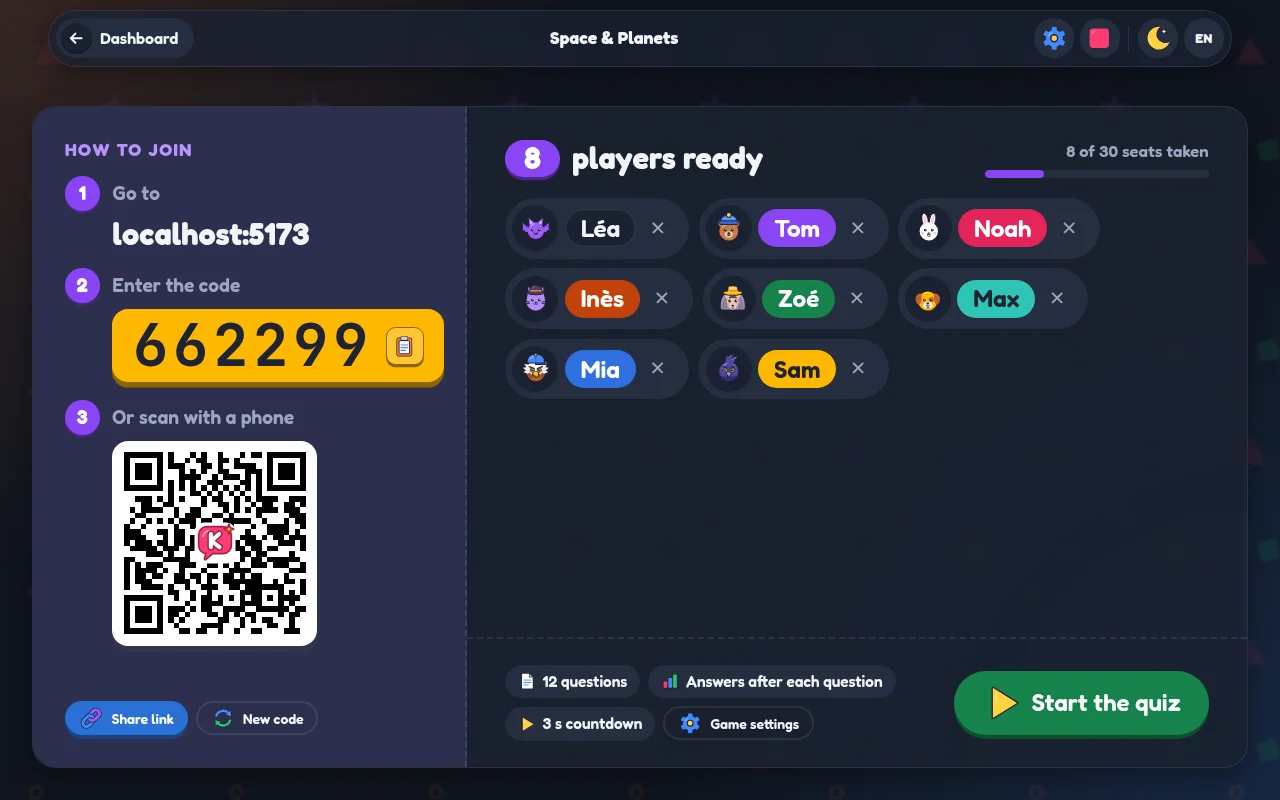 Dashboard
Space & Planets
EN
HOW TO JOIN
1 Go to
localhost:5173
2 Enter the code
662299
3 Or scan with a phone
K
Share link
New code
8 players ready
8 of 30 seats taken
Léa
Tom
Noah
Inès
Zoé
Max
Mia
Sam
12 questions
Answers after each question
3 s countdown
Game settings
Start the quiz